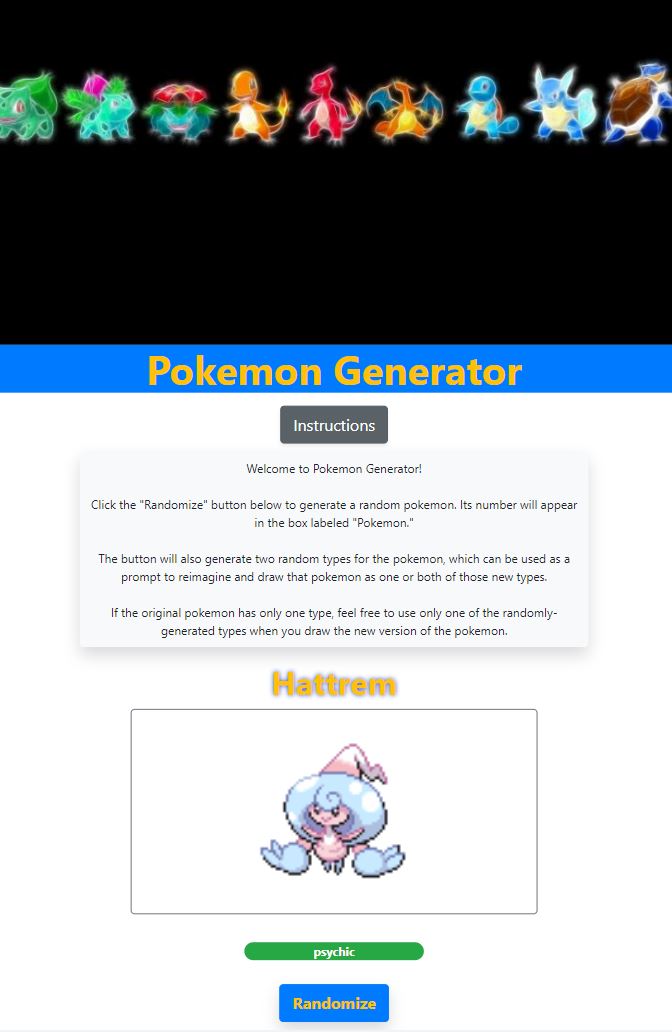 Pokemon Generator
Instructions
Welcome to Pokemon Generator!
Click the "Randomize" button below to generate a random pokemon. Its number will appear
in the box labeled "Pokemon."
The button will also generate two random types for the pokemon, which can be used as a
prompt to reimagine and draw that pokemon as one or both of those new types.
If the original pokemon has only one type, feel free to use only one of the randomly-
generated types when you draw the new version of the pokemon.
Hattrem
psychic
Randomize